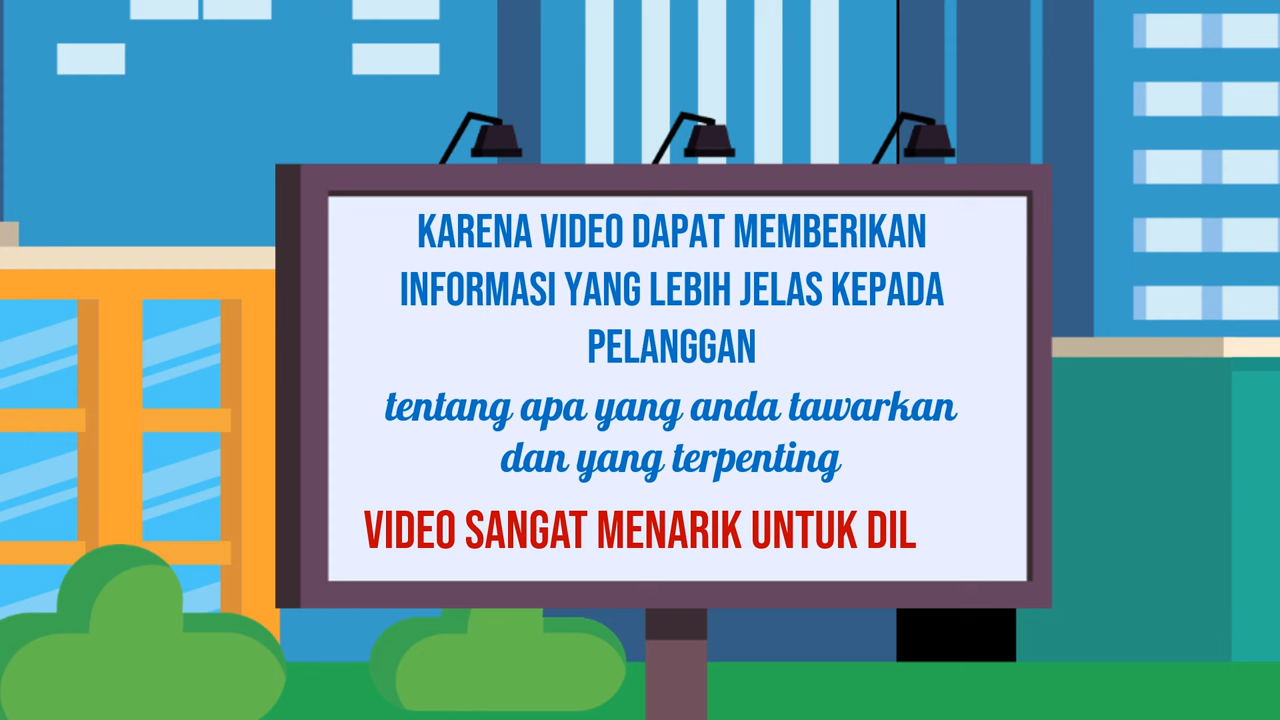 KARENA VIDEO DAPAT MEMBERIKAN
INFORMASI YANG LEBIH JELAS KEPADA
PELANGGAN
tentang apa yang anda tawarkan
dan yang terpenting
VIDEO SANGAT MENARIK UNTUK DIL